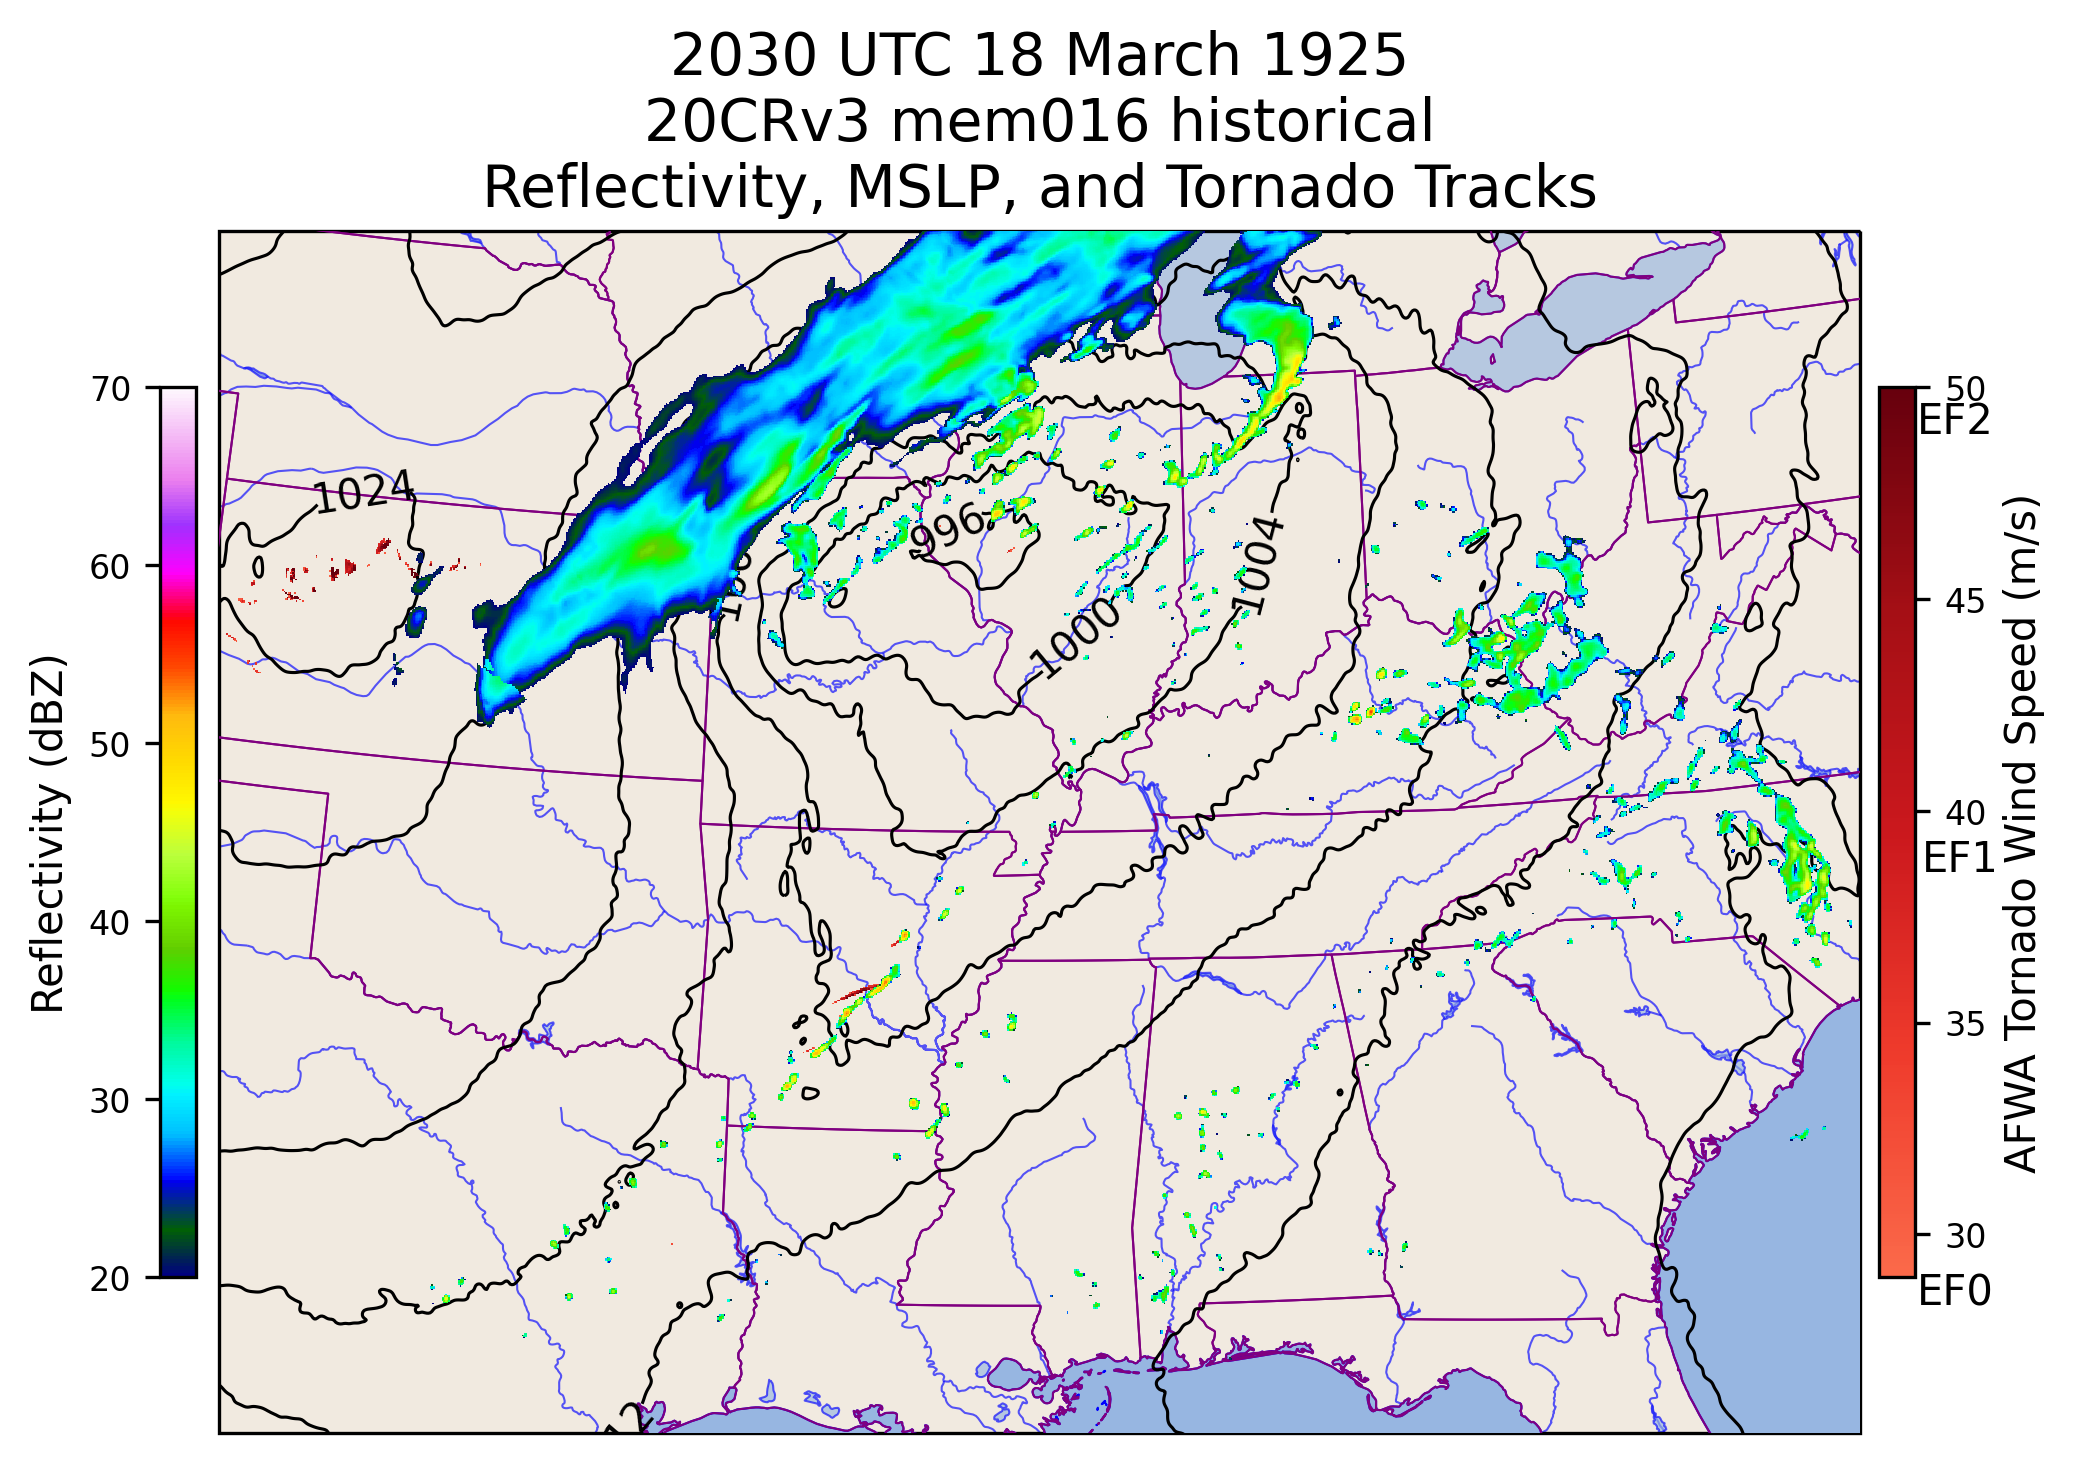 2030 UTC 18 March 1925
20CRv3 mem016 historical
Reflectivity, MSLP, and Tornado Tracks
Reflectivity (dBZ)
70
60
50
40
30
20
1024
996
1004
1000
50
EF2
45
40
EF1
35
30
EF0
AFWA Tornado Wind Speed (m/s)